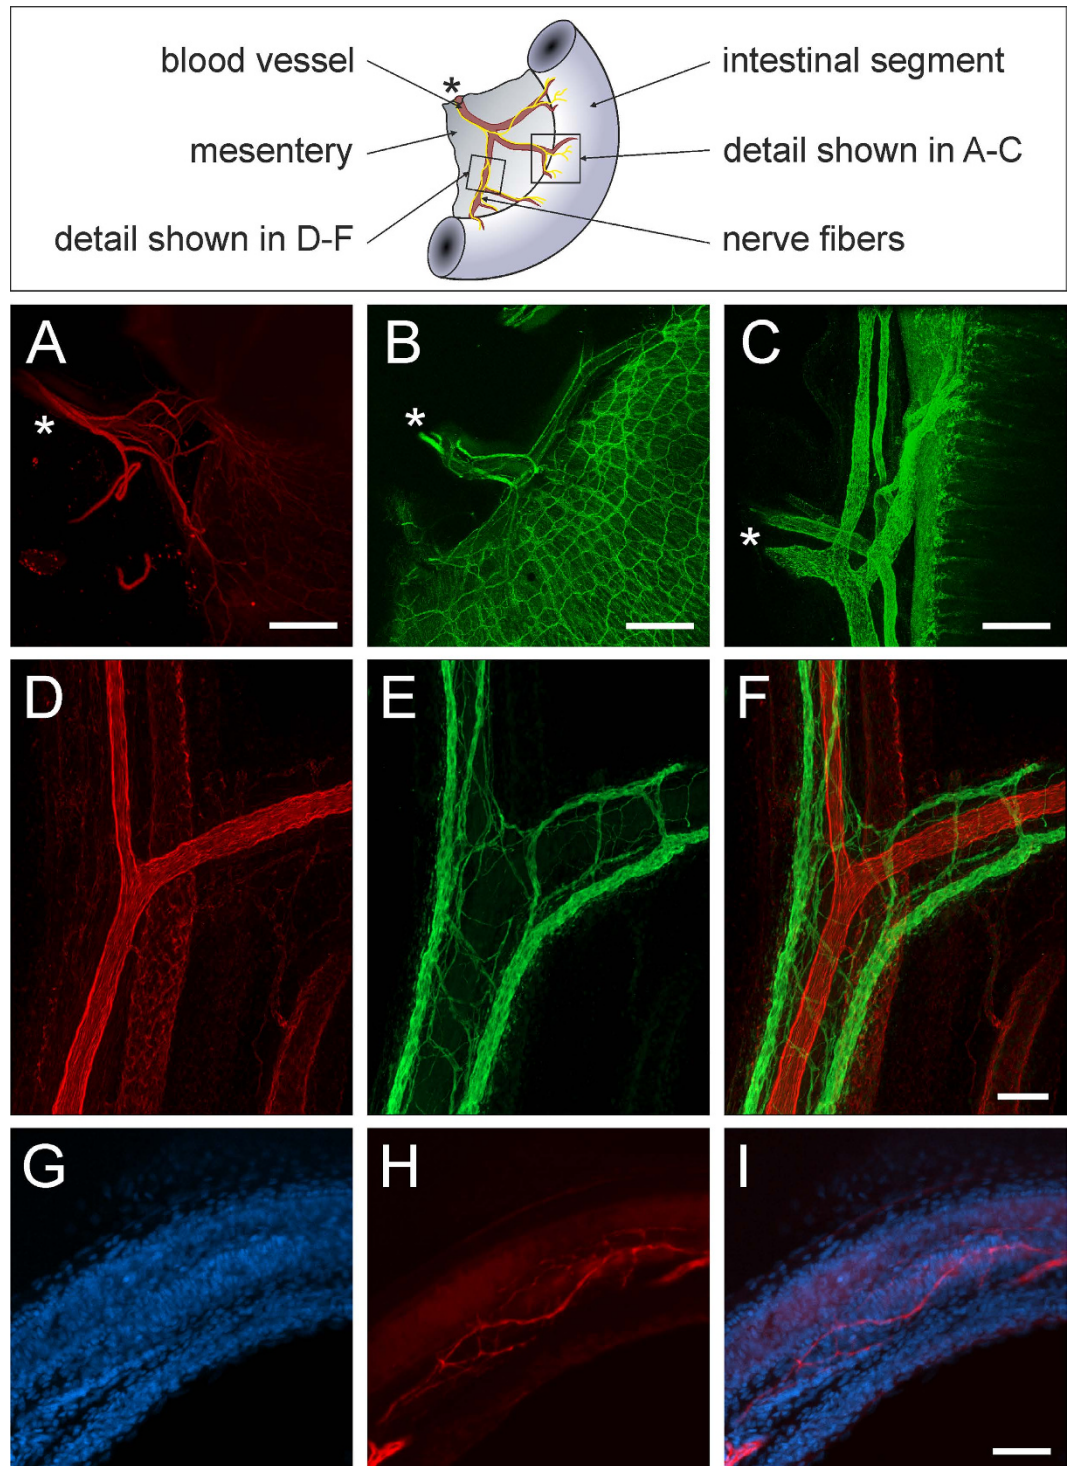 blood vessel
*
intestinal segment
mesentery
detail shown in A-C
detail shown in D-F
nerve fibers
A
*
B
*
C
*
D
E
F
G
H
I